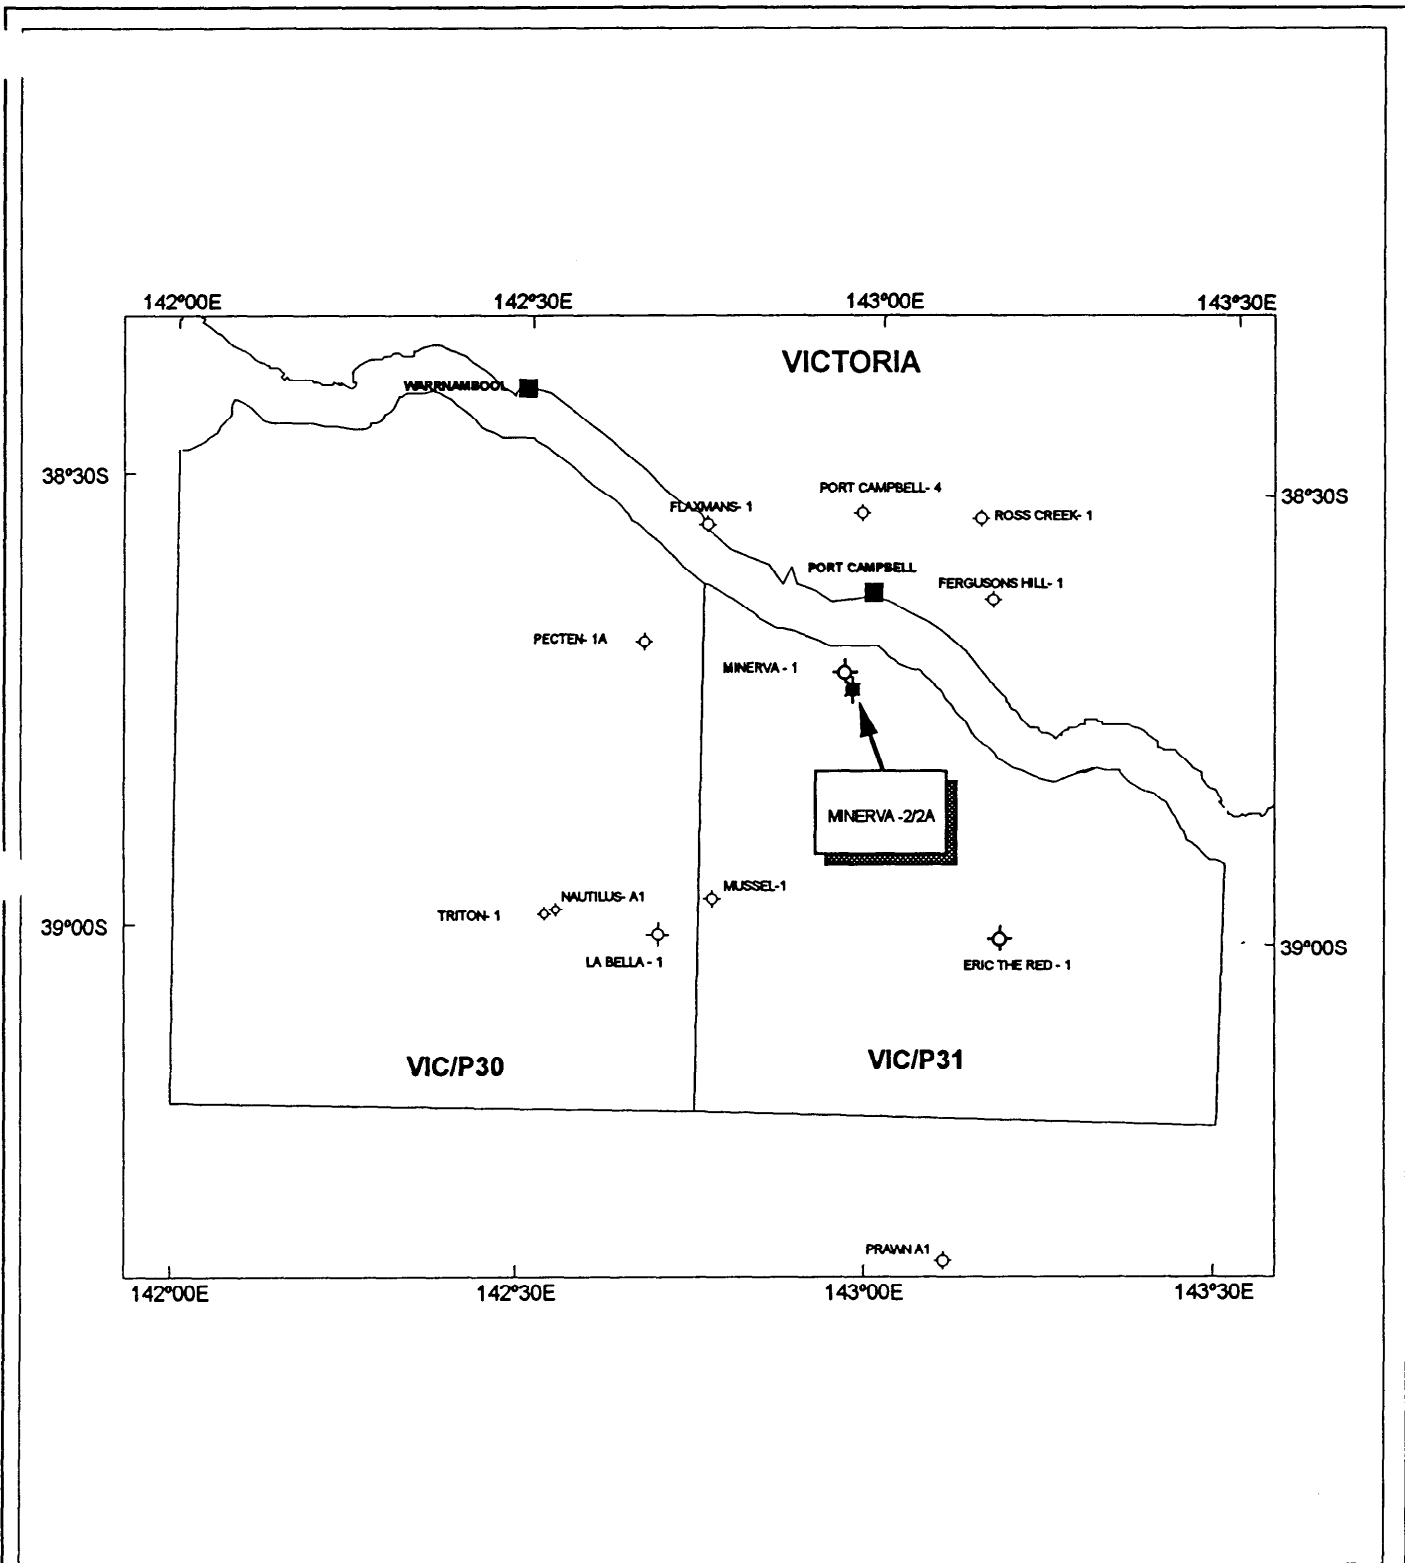 142°00E
142°30E
143°00E
143°30E
VICTORIA
WARRNAMBOOL
38°30S
38°30S
PORT CAMPBELL- 4
FLAXMANS- 1
ROSS CREEK- 1
PORT CAMPBELL
FERGUSONS HILL- 1
PECTEN- 1A
MINERVA - 1
MINERVA -2/2A
MUSSEL-1
NAUTILUS- A1
TRITON- 1
39°00S
39°00S
LA BELLA - 1
ERIC THE RED - 1
VIC/P30
VIC/P31
PRAWN A1
142°00E
142°30E
143°00E
143°30E